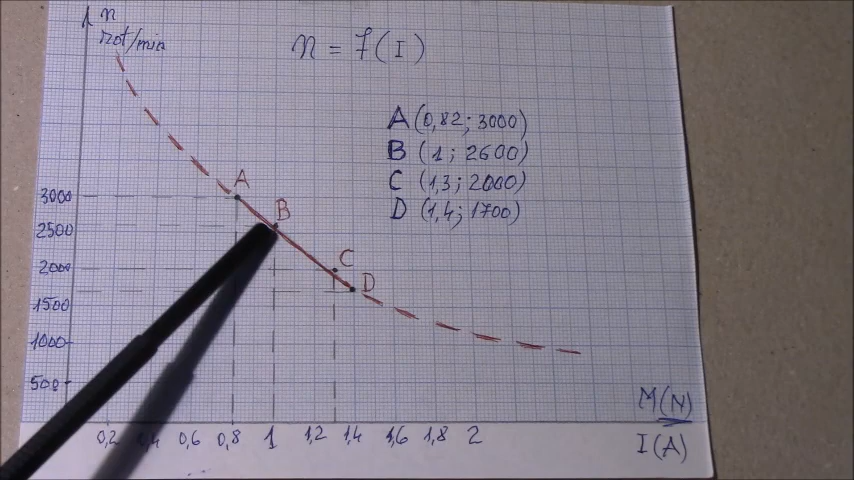 n
rot/min
n = f(I)
A (0,82; 3000)
B (1; 2600)
C (1,3; 2000)
D (1,4; 1700)
A
B
C
D
3000
2500
2000
1500
1000
500
0,2 0,4 0,6 0,8 1 1,2 1,4 1,6 1,8 2
M(N)
I(A)